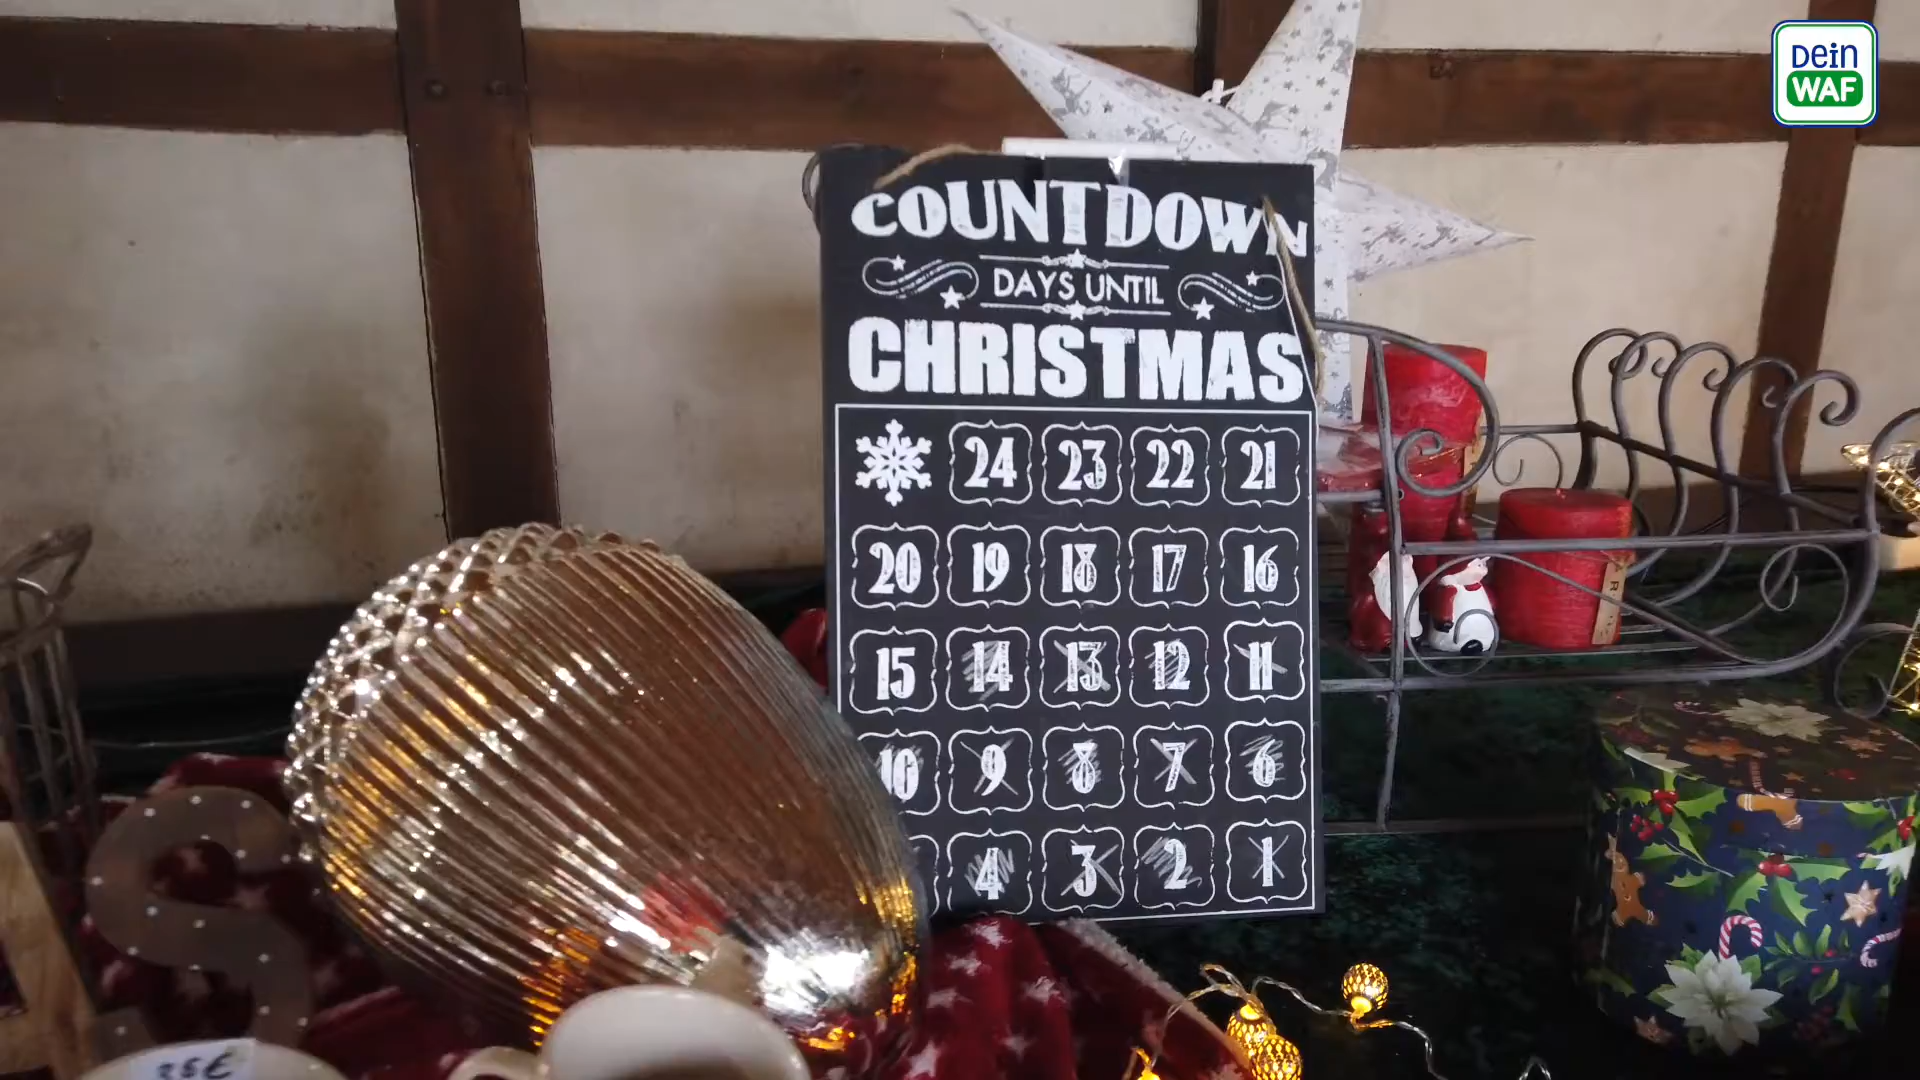 Dein
WAF
COUNTDOWN
DAYS UNTIL
CHRISTMAS
24 23 22 21
20 19 18 17 16
15 14 13 12 11
10 9 8 7 6
4 3 2 1